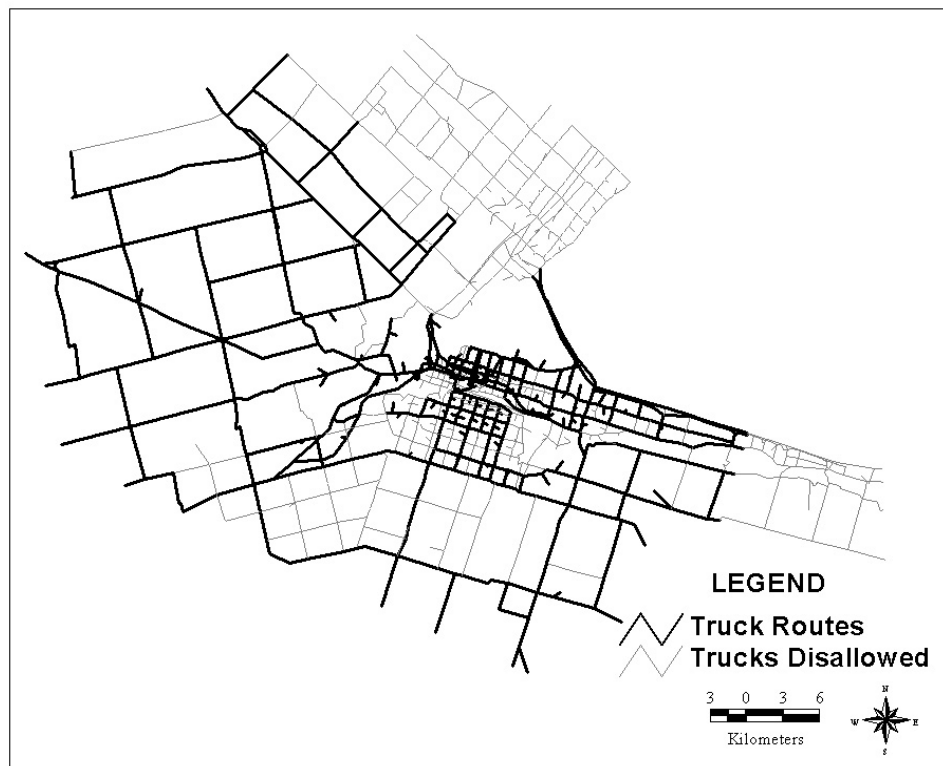 LEGEND
Truck Routes
Trucks Disallowed
3 0 3 6
Kilometers
N
W E
S